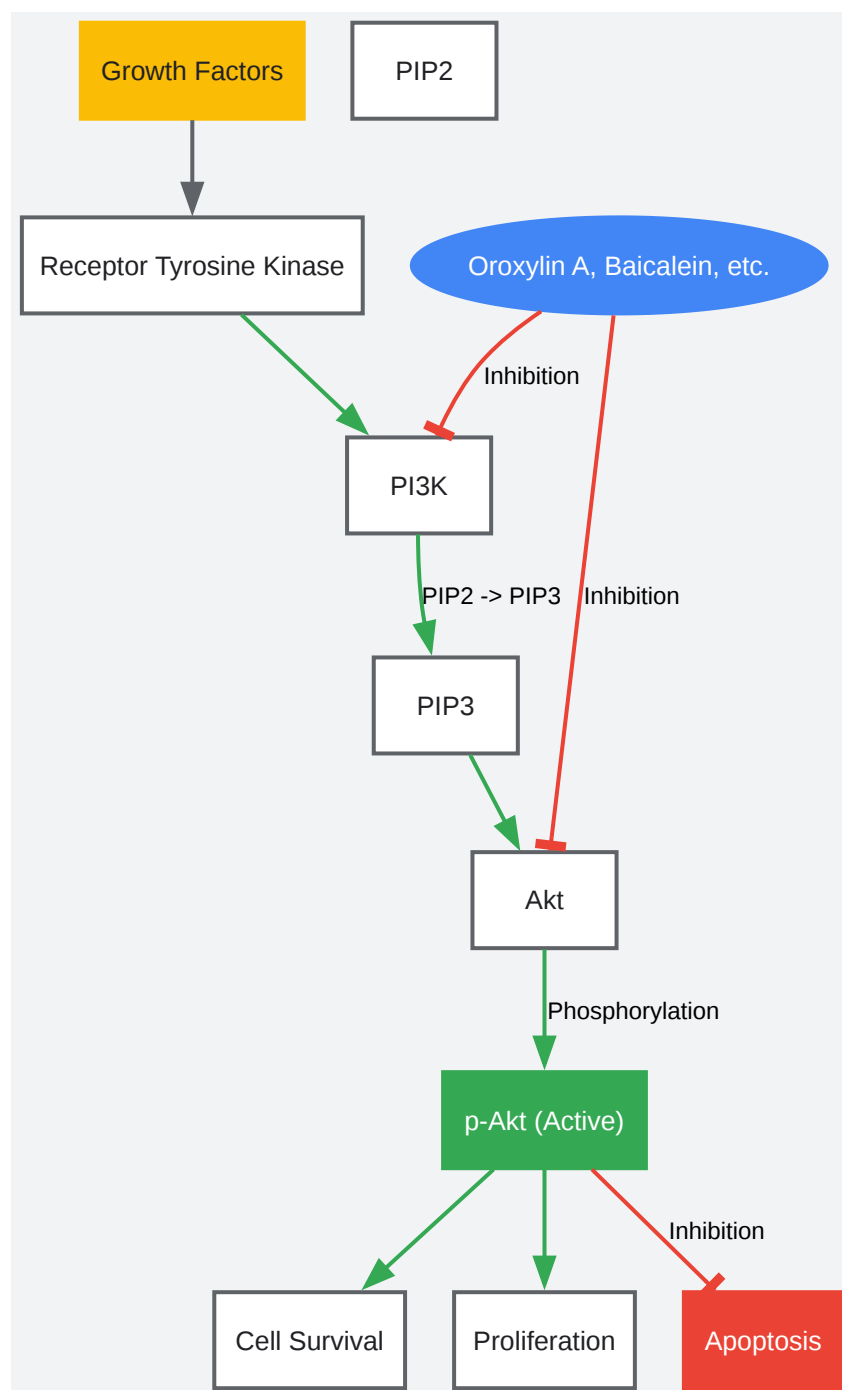 Growth Factors
PIP2
Receptor Tyrosine Kinase
Oroxylin A, Baicalein, etc.
Inhibition
PI3K
PIP2 -> PIP3
Inhibition
PIP3
Akt
Phosphorylation
p-Akt (Active)
Inhibition
Cell Survival
Proliferation
Apoptosis